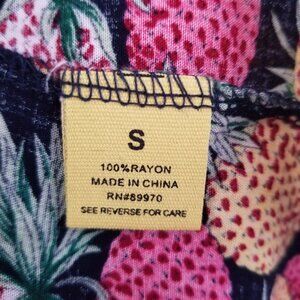 S
100%RAYON
MADE IN CHINA
RN#89970
SEE REVERSE FOR CARE